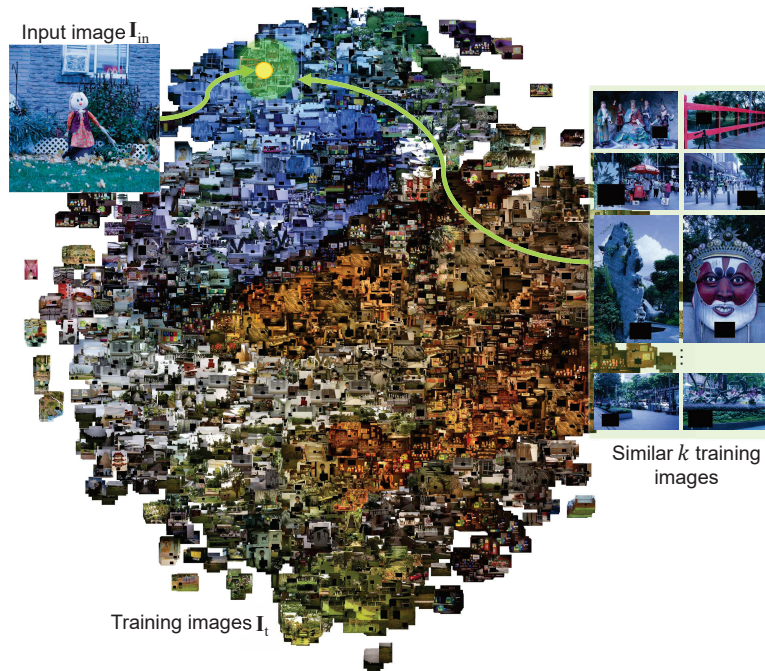 Input image I_in
Similar k training
images
Training images I_t